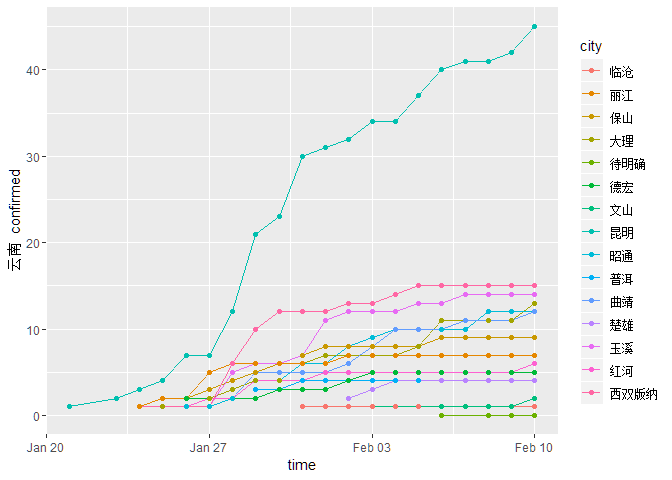 city
临沧
丽江
保山
大理
待明确
德宏
文山
昆明
昭通
普洱
曲靖
楚雄
玉溪
红河
西双版纳
云南 confirmed
40
30
20
10
0
Jan 20
Jan 27
Feb 03
Feb 10
time